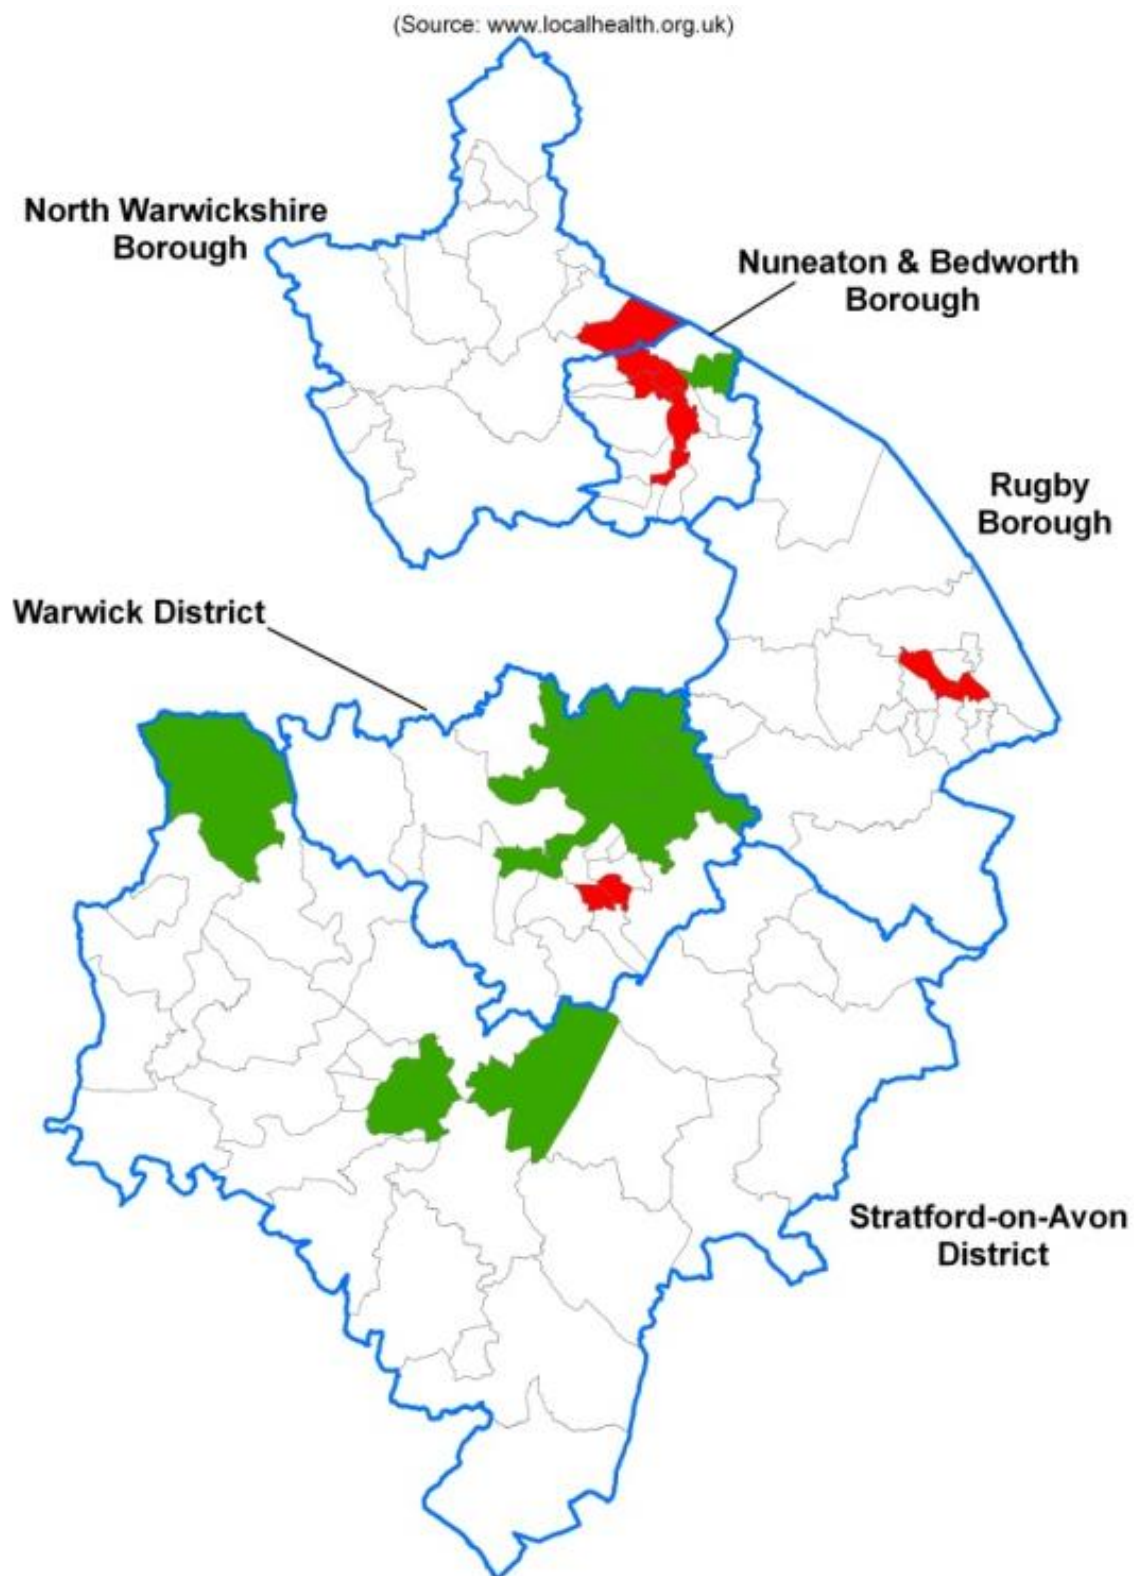 (Source: www.localhealth.org.uk)
North Warwickshire
Borough
Nuneaton & Bedworth
Borough
Rugby
Borough
Warwick District
Stratford-on-Avon
District